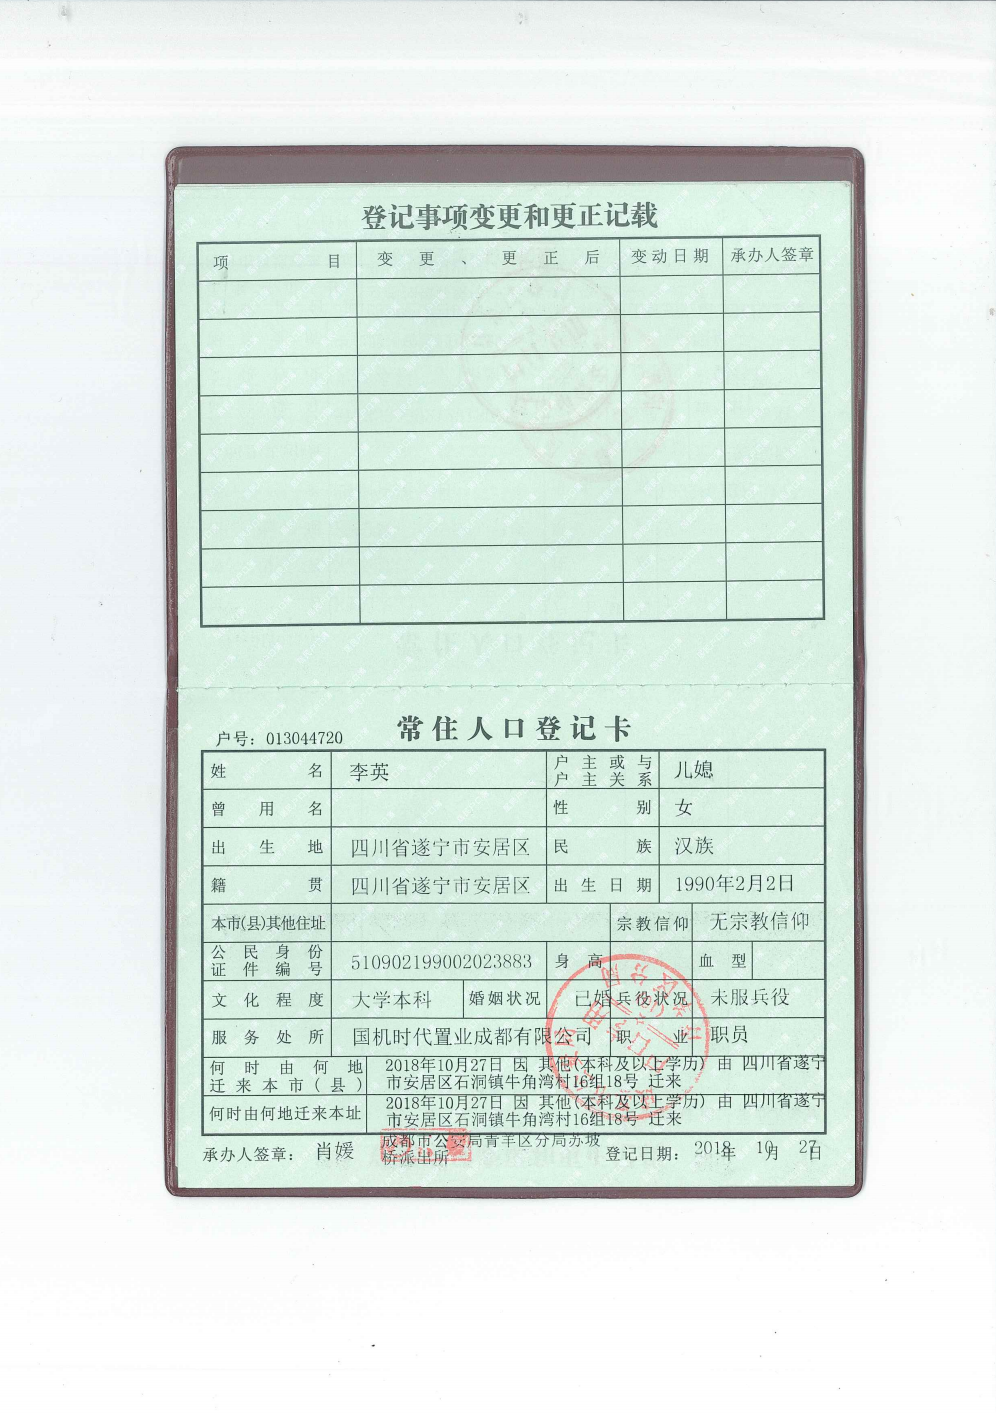 登记事项变更和更正记载
项目 变更、更正后 变动日期 承办人签章
常住人口登记卡
户号：013044720
姓名 李英 户主或与户主关系 儿媳
曾用名 性别 女
出生地 四川省遂宁市安居区 民族 汉族
籍贯 四川省遂宁市安居区 出生日期 1990年2月2日
本市(县)其他住址 宗教信仰 无宗教信仰
公民身份证件编号 510902199002023883 身高 血型
文化程度 大学本科 婚姻状况 已婚 兵役状况 未服兵役
服务处所 国机时代置业成都有限公司 职业 职员
何时由何地迁来本市(县) 2018年10月27日 因 其他(本科及以上学历) 由 四川省遂宁
市安居区石洞镇牛角湾村16组18号 迁来
何时由何地迁来本址 2018年10月27日 因 其他(本科及以上学历) 由 四川省遂宁
市安居区石洞镇牛角湾村16组18号 迁来
承办人签章： 肖媛 成都市公安局青羊区分局苏坡
桥派出所 登记日期： 2018年 10月 27日